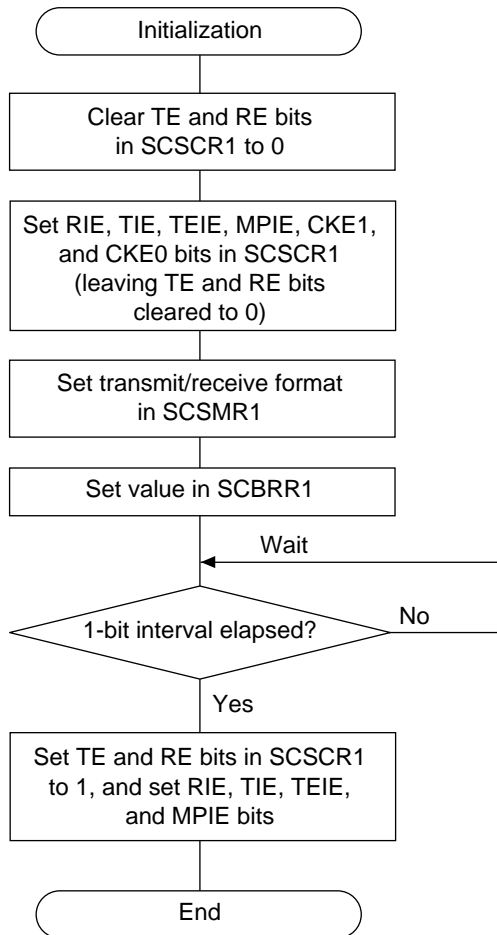 Initialization
Clear TE and RE bits
in SCSCR1 to 0
Set RIE, TIE, TEIE, MPIE, CKE1,
and CKE0 bits in SCSCR1
(leaving TE and RE bits
cleared to 0)
Set transmit/receive format
in SCSMR1
Set value in SCBRR1
Wait
1-bit interval elapsed?
No
Yes
Set TE and RE bits in SCSCR1
to 1, and set RIE, TIE, TEIE,
and MPIE bits
End